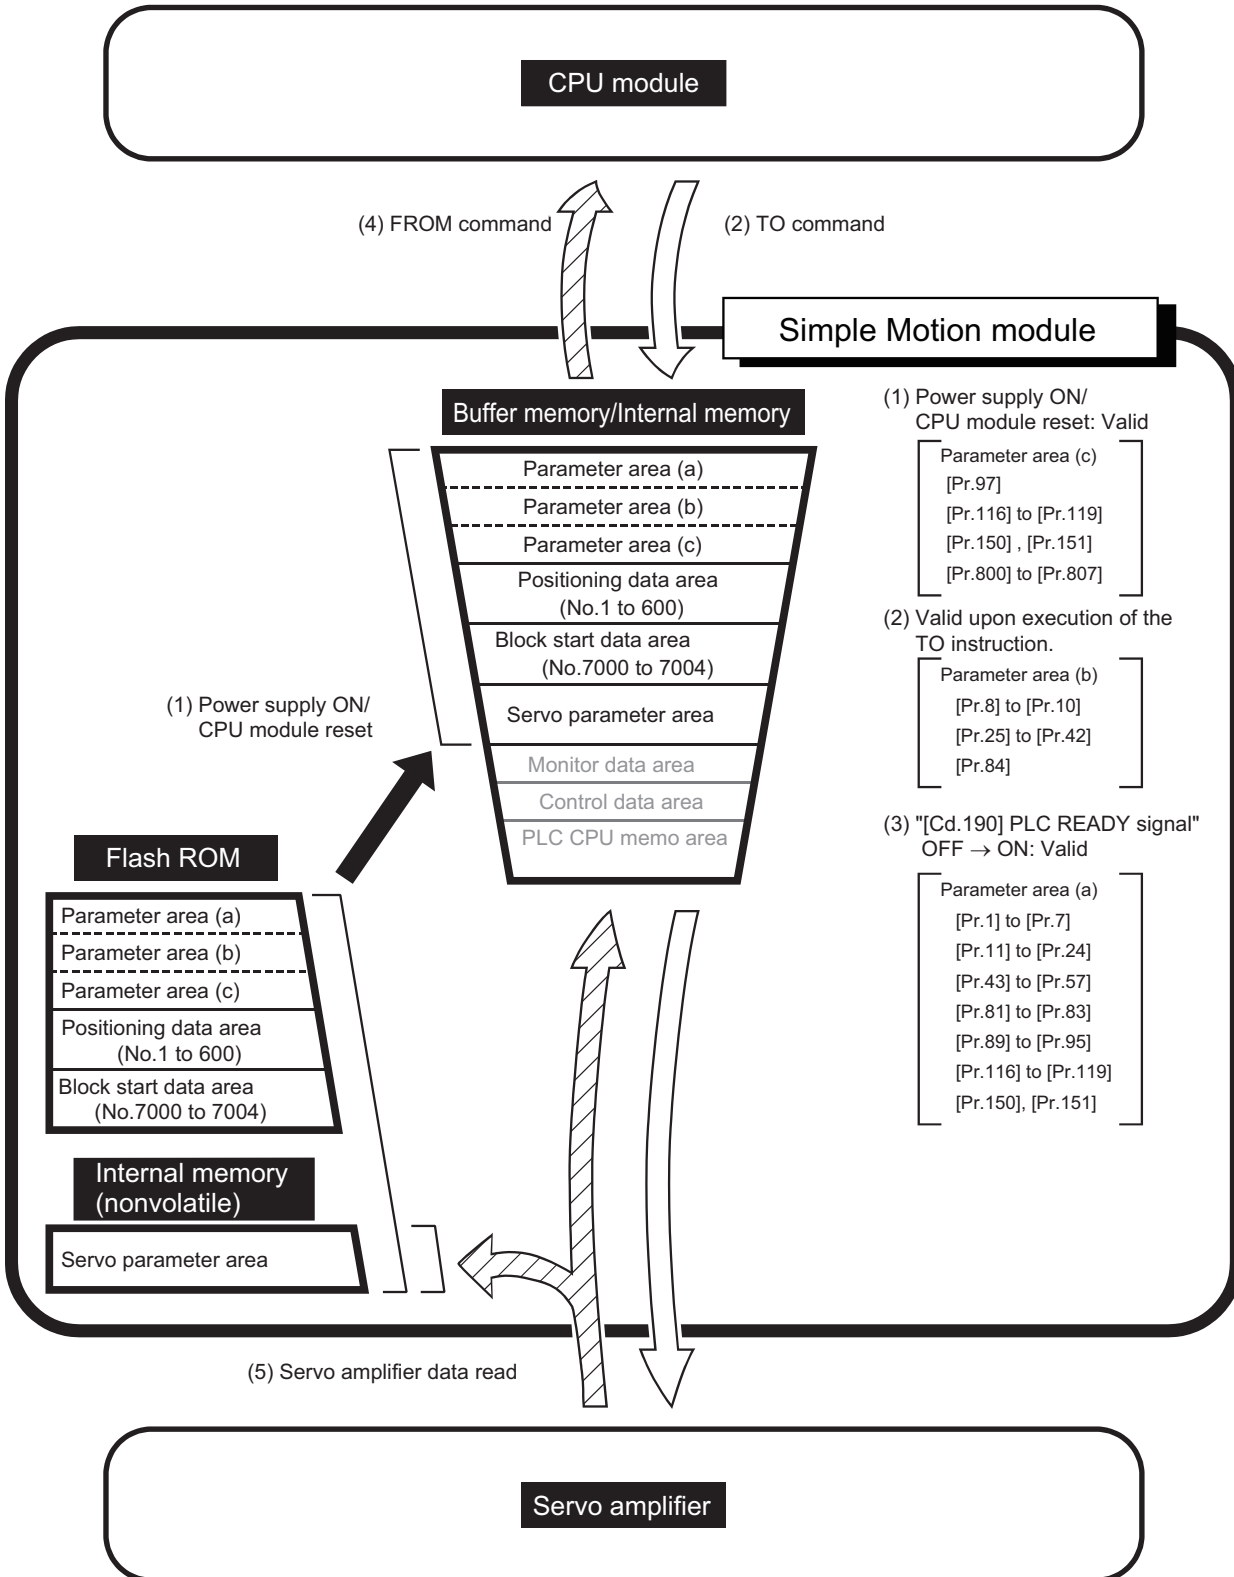 CPU module
(4) FROM command
(2) TO command
Simple Motion module
Buffer memory/Internal memory
Parameter area (a)
Parameter area (b)
Parameter area (c)
Positioning data area
(No.1 to 600)
Block start data area
(No.7000 to 7004)
Servo parameter area
Monitor data area
Control data area
PLC CPU memo area
(1) Power supply ON/
CPU module reset: Valid
Parameter area (c)
[Pr.97]
[Pr.116] to [Pr.119]
[Pr.150] , [Pr.151]
[Pr.800] to [Pr.807]
(2) Valid upon execution of the
TO instruction.
Parameter area (b)
[Pr.8] to [Pr.10]
[Pr.25] to [Pr.42]
[Pr.84]
(3) "[Cd.190] PLC READY signal"
OFF → ON: Valid
Parameter area (a)
[Pr.1] to [Pr.7]
[Pr.11] to [Pr.24]
[Pr.43] to [Pr.57]
[Pr.81] to [Pr.83]
[Pr.89] to [Pr.95]
[Pr.116] to [Pr.119]
[Pr.150], [Pr.151]
(1) Power supply ON/
CPU module reset
Flash ROM
Parameter area (a)
Parameter area (b)
Parameter area (c)
Positioning data area
(No.1 to 600)
Block start data area
(No.7000 to 7004)
Internal memory
(nonvolatile)
Servo parameter area
(5) Servo amplifier data read
Servo amplifier